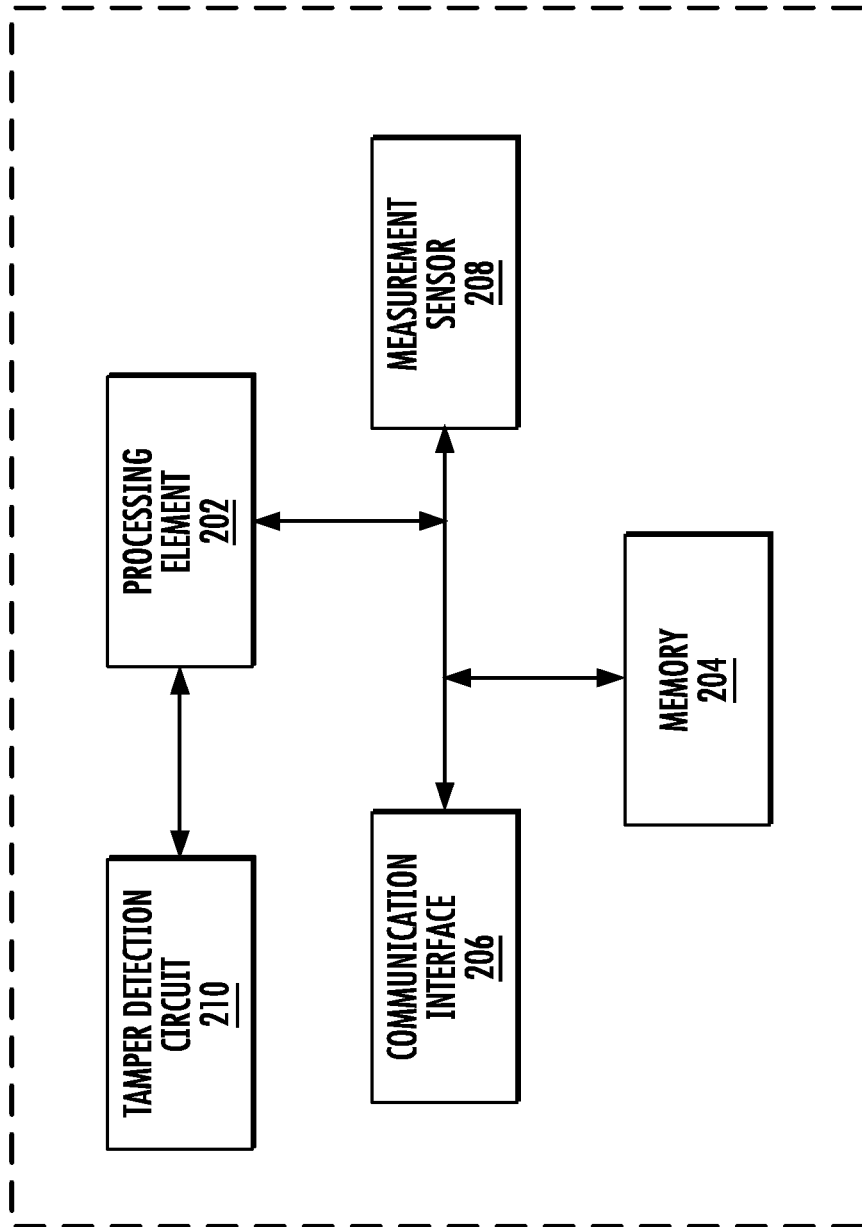 TAMPER DETECTION
CIRCUIT
210
PROCESSING
ELEMENT
202
COMMUNICATION
INTERFACE
206
MEASUREMENT
SENSOR
208
MEMORY
204